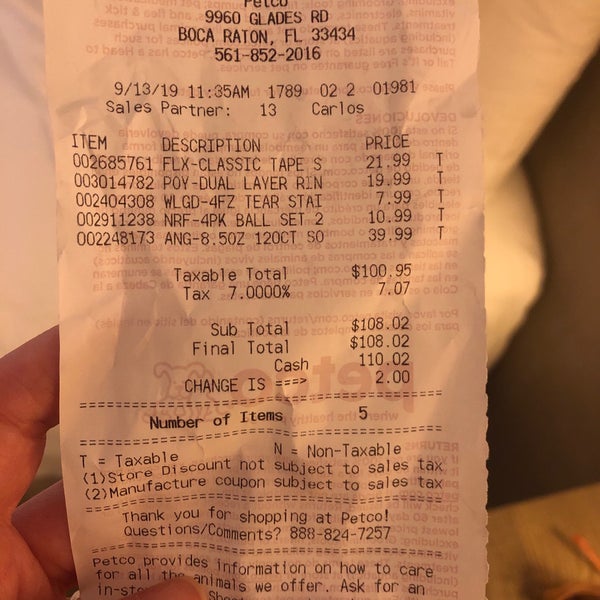 Petco
9960 GLADES RD
BOCA RATON, FL 33434
561-852-2016
9/13/19 11:35AM 1789 02 2 01981
Sales Partner: 13 Carlos
ITEM DESCRIPTION PRICE
002685761 FLX-CLASSIC TAPE S 21.99 T
003014782 POY-DUAL LAYER RIN 19.99 T
002404308 WLGD-4FZ TEAR STAI 7.99 T
002911238 NRF-4PK BALL SET 2 10.99 T
002248173 ANG-8.5OZ 120CT SO 39.99 T
Taxable Total $100.95
Tax 7.0000% 7.07
Sub Total $108.02
Final Total $108.02
Cash 110.02
CHANGE IS ===> 2.00
Number of Items 5
T = Taxable N = Non-Taxable
(1)Store Discount not subject to sales tax
(2)Manufacture coupon subject to sales tax
Thank you for shopping at Petco!
Questions/Comments? 888-824-7257
Petco provides information on how to care
for all the animals we offer. Ask for an